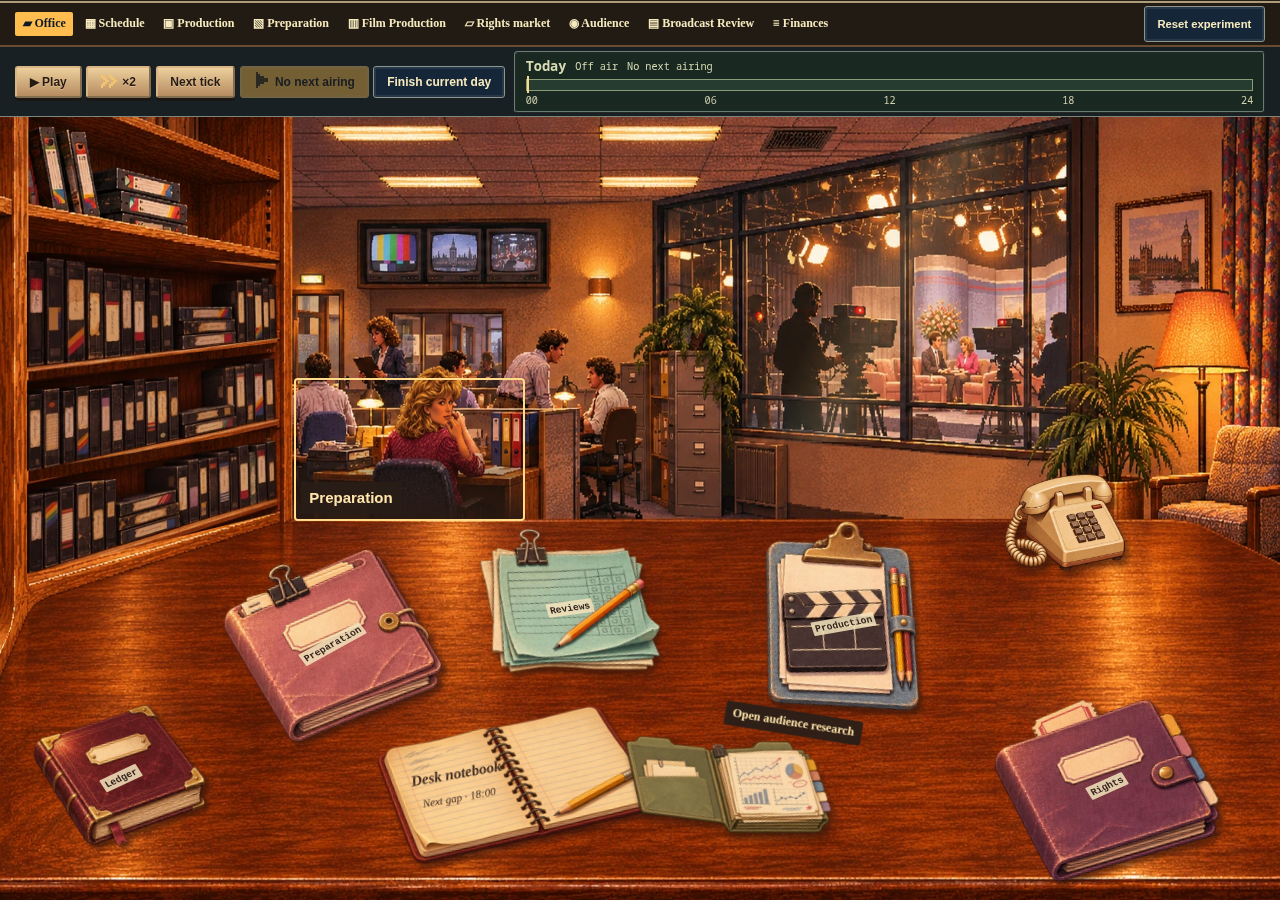 Office
Schedule
Production
Preparation
Film Production
Rights market
Audience
Broadcast Review
Finances
Reset experiment
Play
×2
Next tick
No next airing
Finish current day
Today Off air No next airing
00 06 12 18 24
Preparation
Preparation
Reviews
Production
Open audience research
Ledger
Desk notebook
Next gap · 18:00
Rights